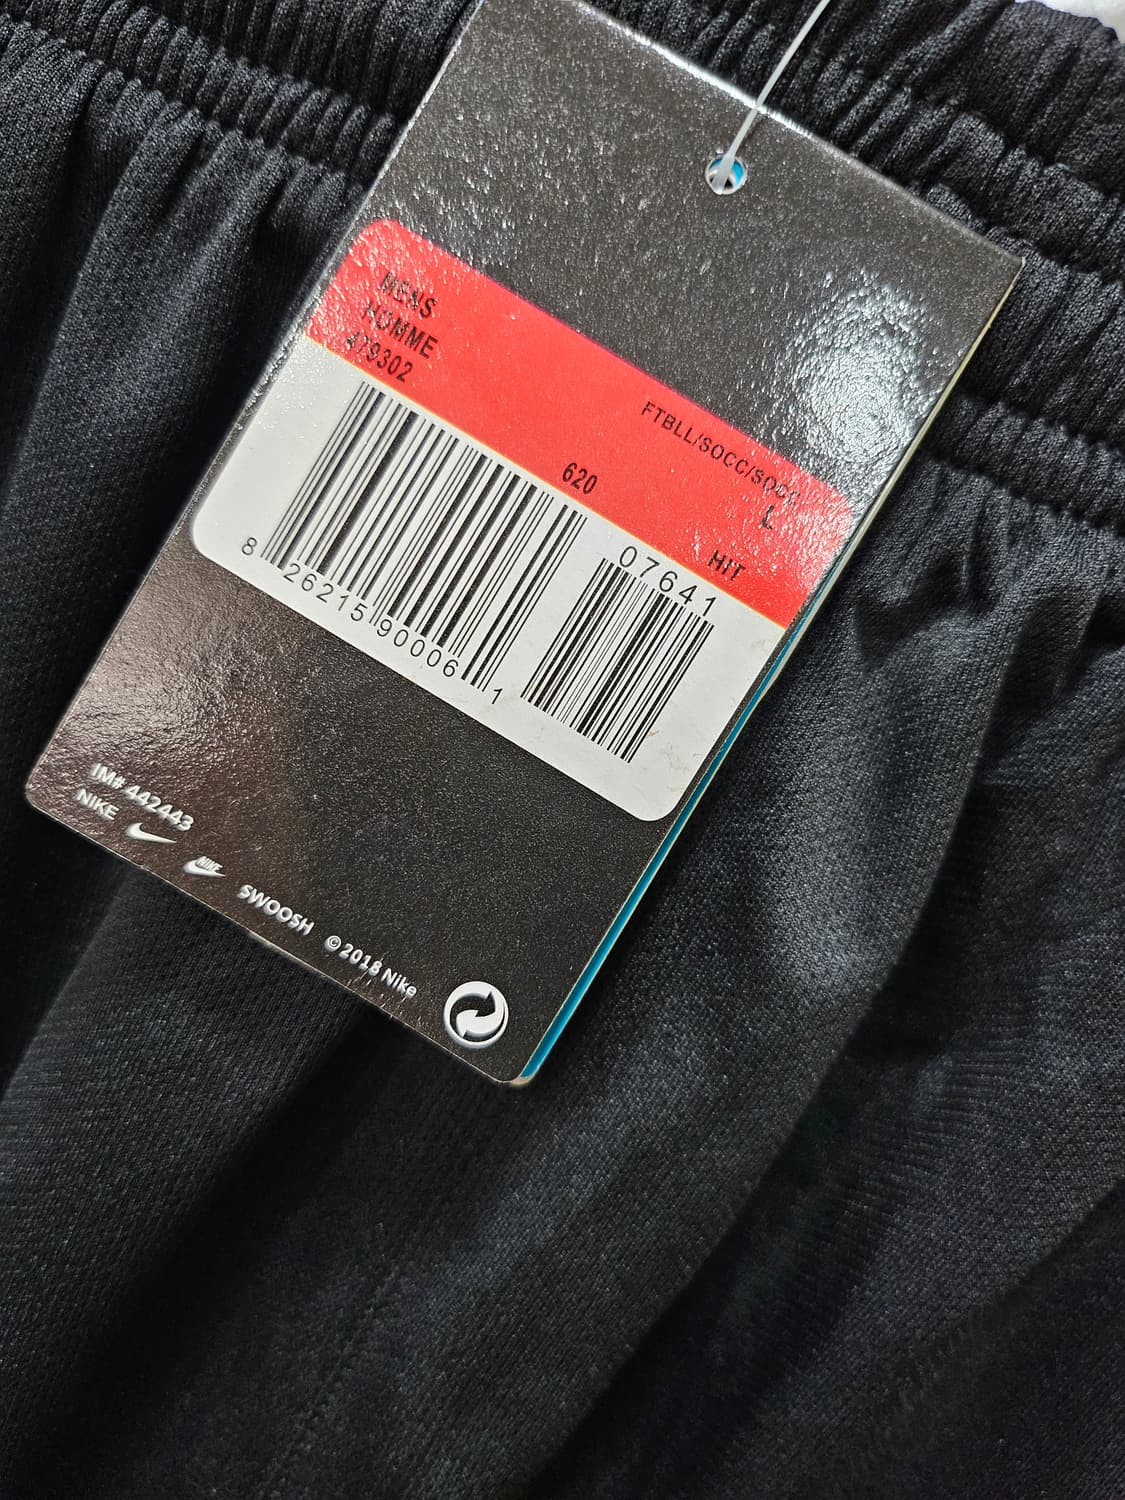 MENS
HOMME
479302
FTBLL/SOCC/SOCC
620
L
HIT
8 26215 90006 1
07641
IM# 442443
NIKE
NIKE
SWOOSH © 2018 Nike